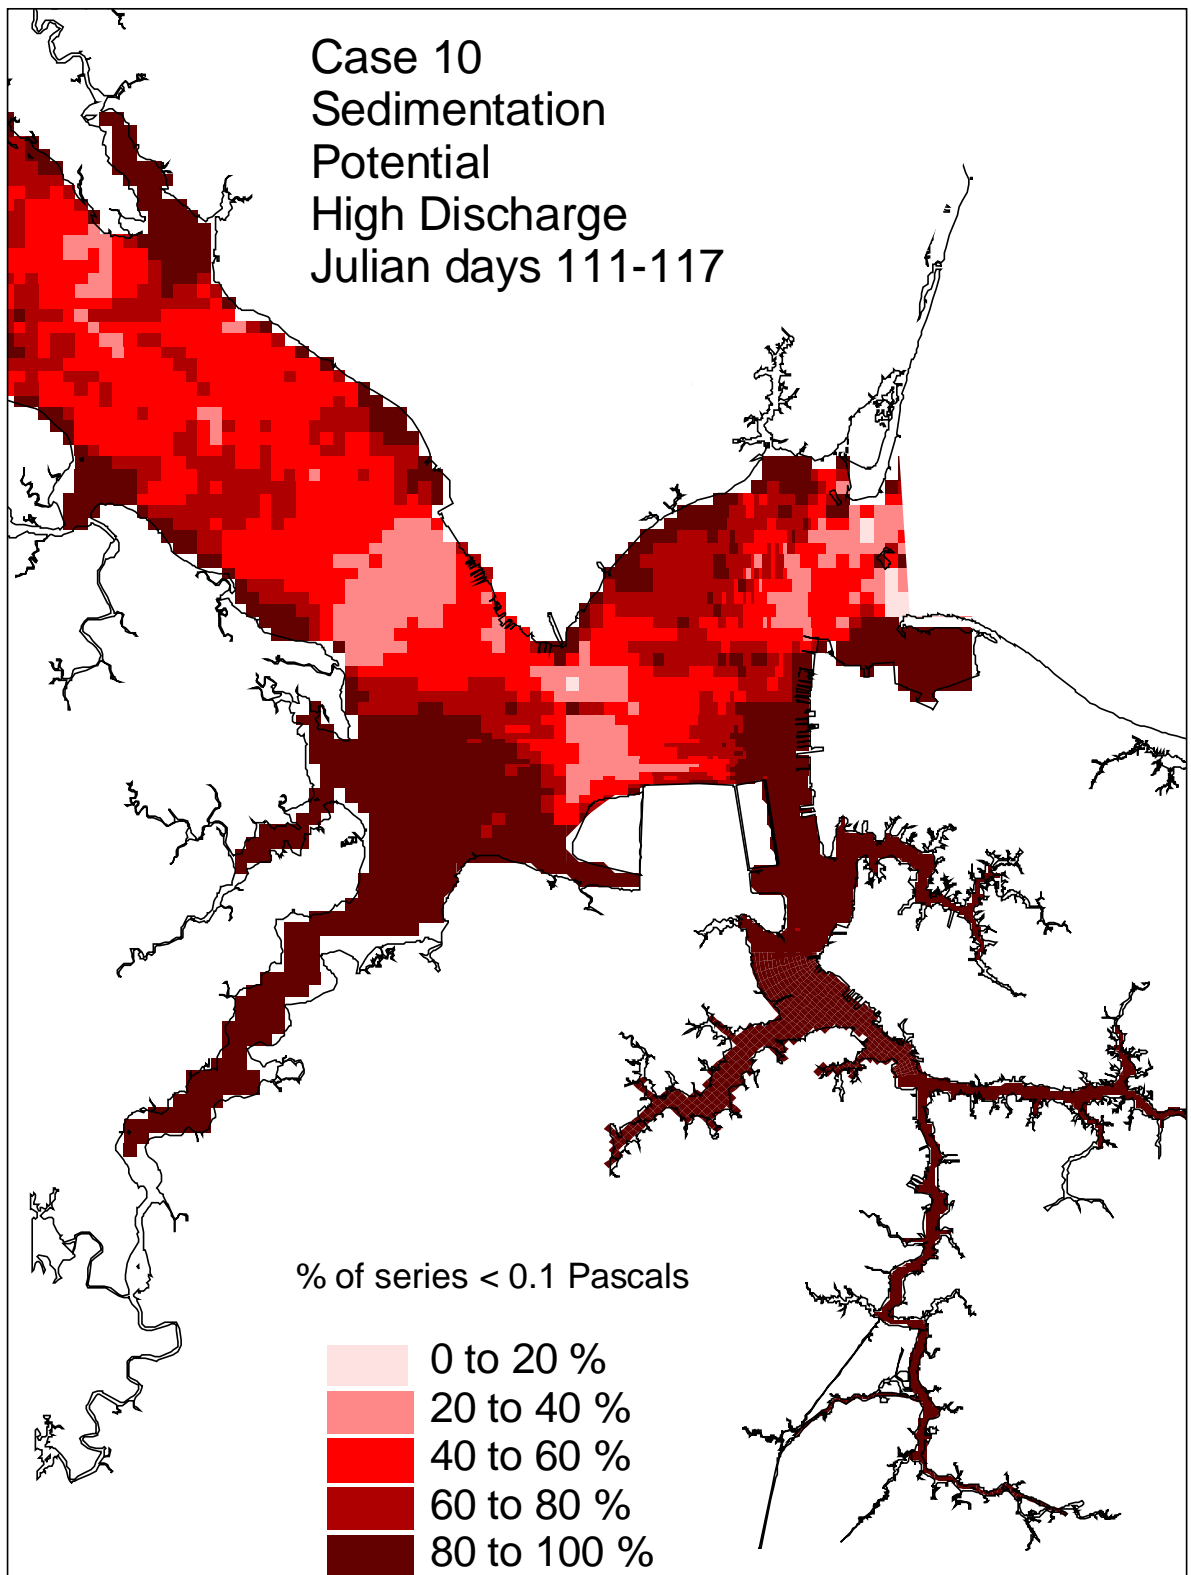 Case 10
Sedimentation
Potential
High Discharge
Julian days 111-117
% of series < 0.1 Pascals
0 to 20 %
20 to 40 %
40 to 60 %
60 to 80 %
80 to 100 %